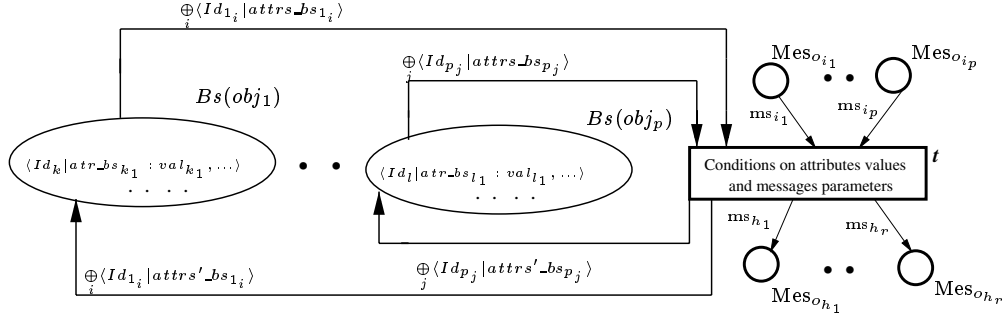 ⊕_i ⟨Id_{1_i} | attrs_bs_{1_i}⟩
⊕_j ⟨Id_{p_j} | attrs_bs_{p_j}⟩
Mes_{o_{i_1}}
Mes_{o_{i_p}}
Bs(obj_1)
Bs(obj_p)
ms_{i_1}
ms_{i_p}
⟨Id_k | atr_bs_{k_1} : val_{k_1}, ...⟩
. . . .
⟨Id_l | atr_bs_{l_1} : val_{l_1}, ...⟩
. . . .
Conditions on attributes values
and messages parameters
t
ms_{h_1}
ms_{h_r}
⊕_i ⟨Id_{1_i} | attrs'_bs_{1_i}⟩
⊕_j ⟨Id_{p_j} | attrs'_bs_{p_j}⟩
Mes_{o_{h_1}}
Mes_{o_{h_r}}